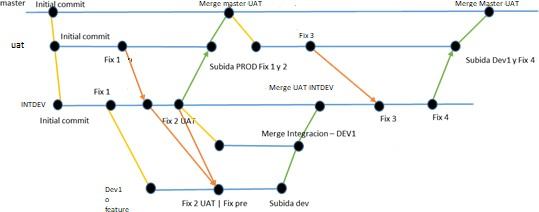 master
Initial commit
Merge master-UAT
Merge Master-UAT
uat
Initial commit
Fix 3
Fix 1
Subida PROD Fix 1 y 2
Subida Dev1 y Fix 4
Merge UAT-INTDEV
Fix 1
INTDEV
Initial commit
Fix 2 UAT
Fix 3
Fix 4
Merge Integracion – DEV1
Dev1
o
feature
Fix 2 UAT | Fix pre
Subida dev